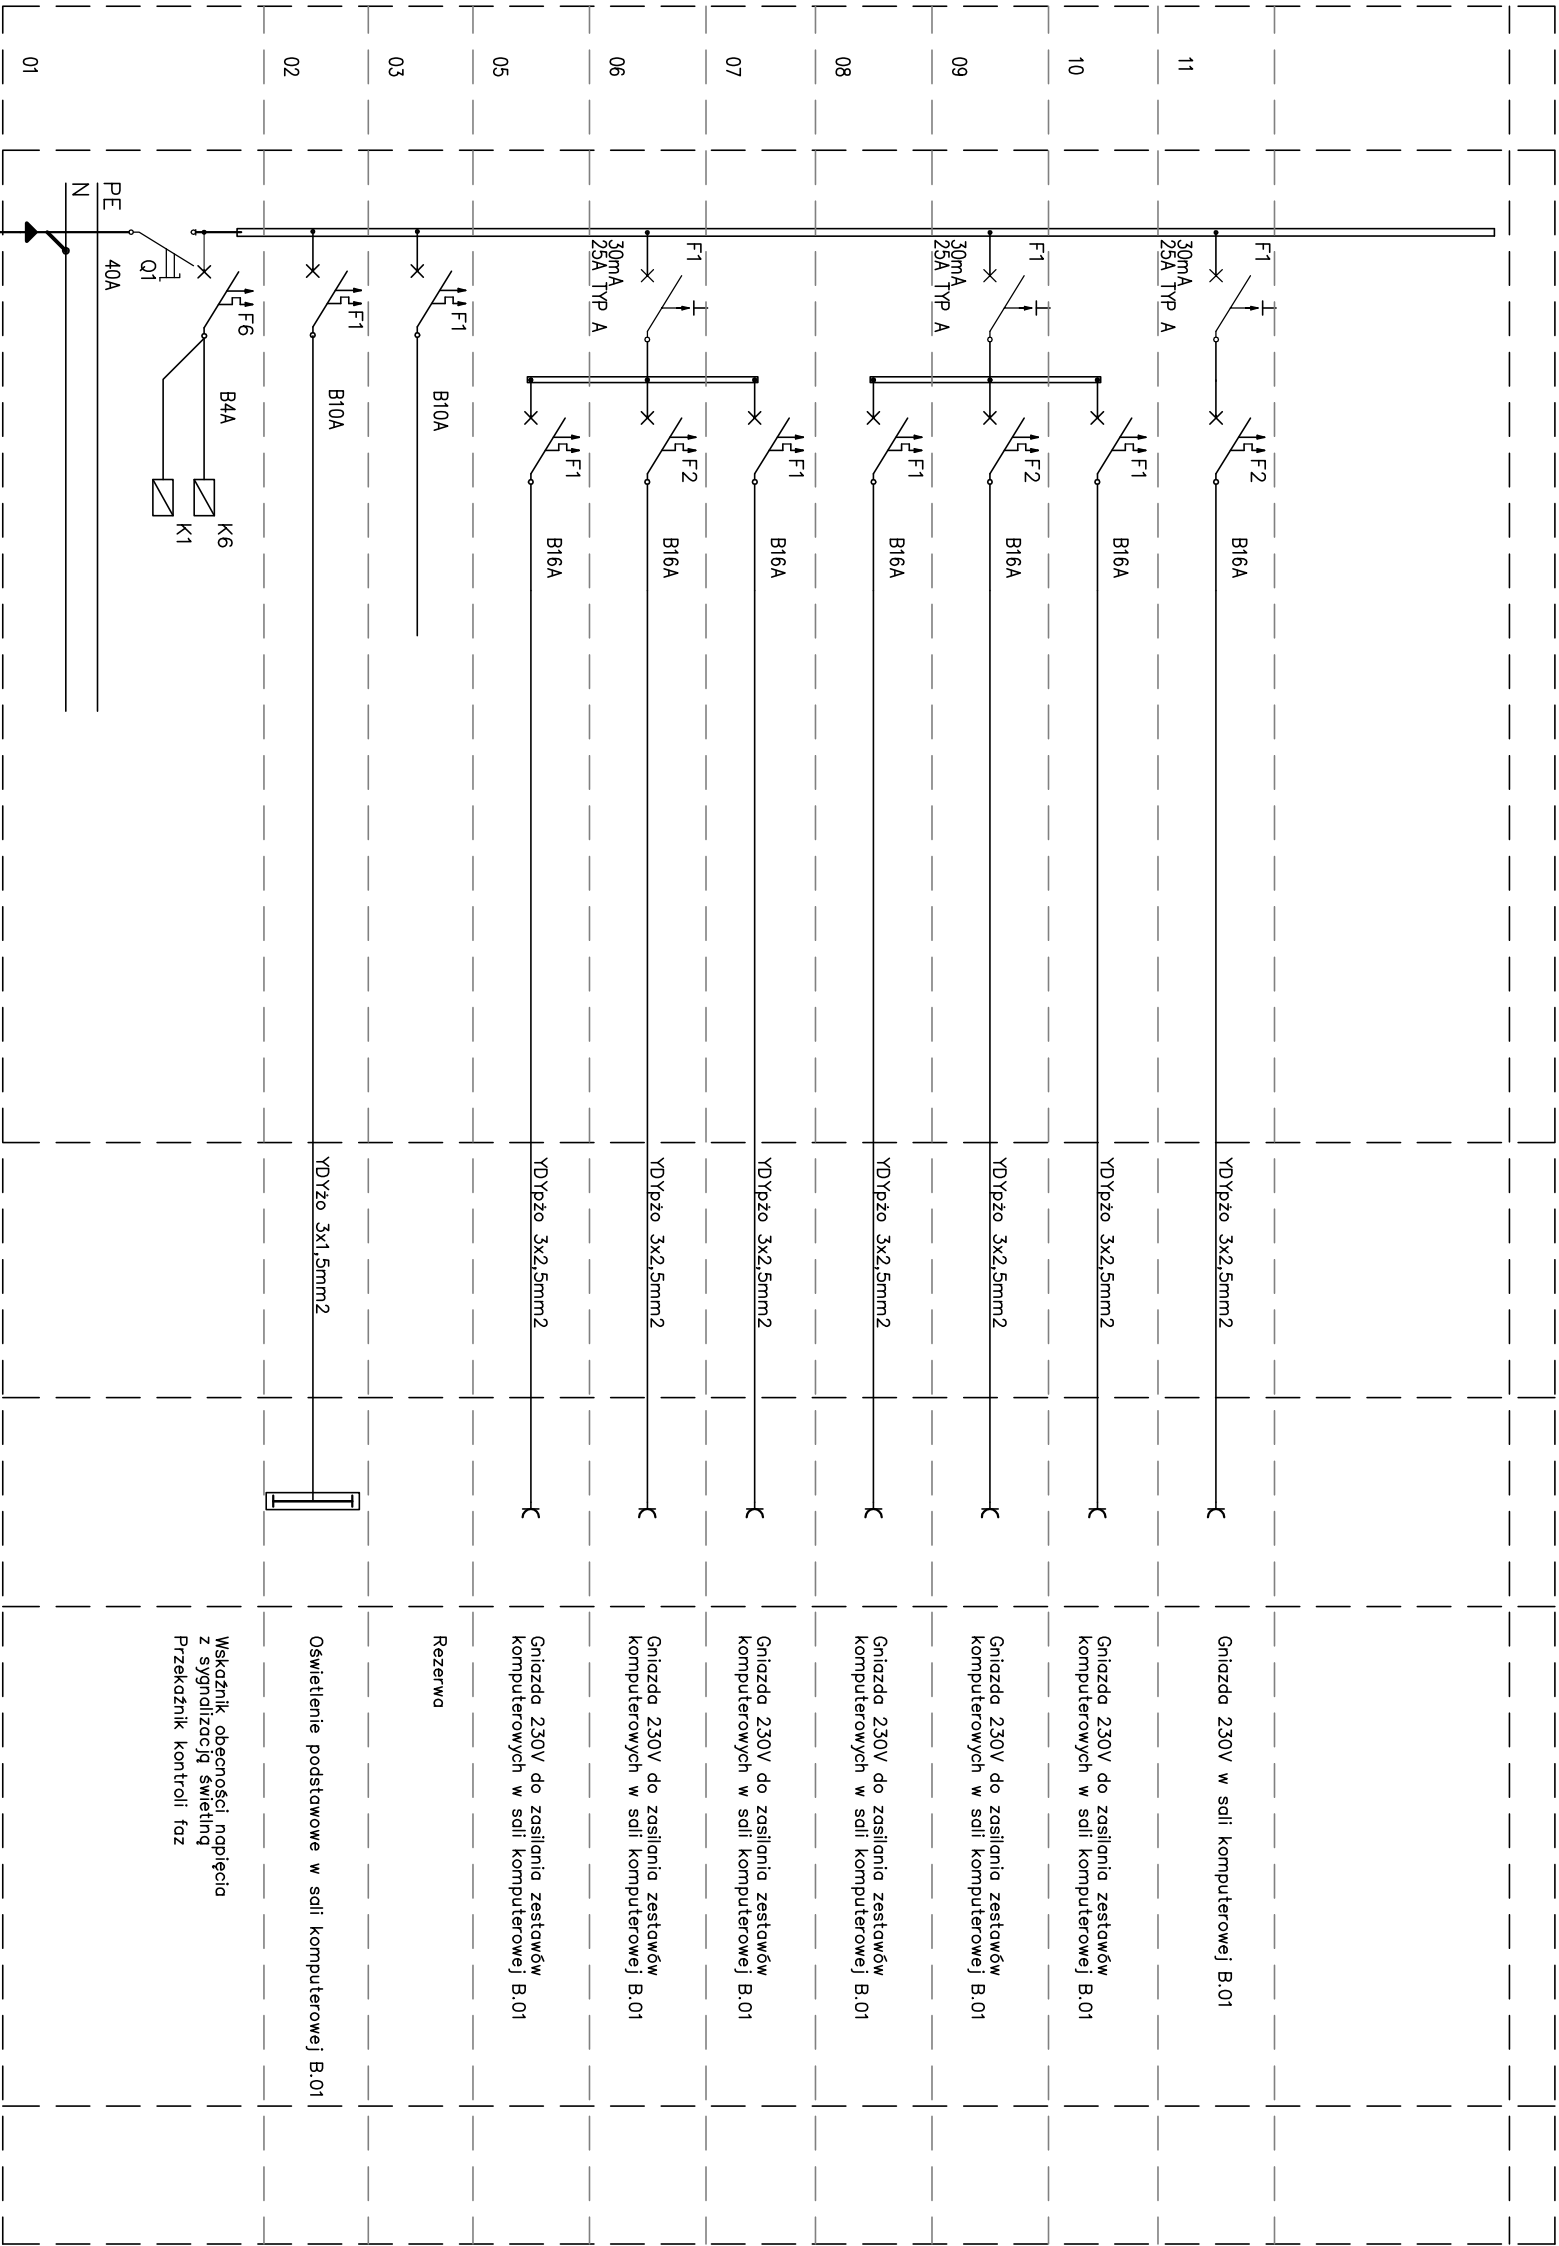 01
PE
N
40A
Q1
F6
B4A
K6
K1
Wskaźnik obecności napięcia
z sygnalizacją świetlną
Przekaźnik kontroli faz
02
F1
B10A
YDYżo 3x1,5mm2
Oświetlenie podstawowe w sali komputerowej B.01
03
F1
B10A
Rezerwa
05
F1
B16A
YDYpżo 3x2,5mm2
Gniazda 230V do zasilania zestawów
komputerowych w sali komputerowej B.01
06
F1
30mA
25A TYP A
F2
B16A
YDYpżo 3x2,5mm2
Gniazda 230V do zasilania zestawów
komputerowych w sali komputerowej B.01
07
F1
B16A
YDYpżo 3x2,5mm2
Gniazda 230V do zasilania zestawów
komputerowych w sali komputerowej B.01
08
F1
B16A
YDYpżo 3x2,5mm2
Gniazda 230V do zasilania zestawów
komputerowych w sali komputerowej B.01
09
F1
30mA
25A TYP A
F2
B16A
YDYpżo 3x2,5mm2
Gniazda 230V do zasilania zestawów
komputerowych w sali komputerowej B.01
10
F1
B16A
YDYpżo 3x2,5mm2
Gniazda 230V do zasilania zestawów
komputerowych w sali komputerowej B.01
11
F1
30mA
25A TYP A
F2
B16A
YDYpżo 3x2,5mm2
Gniazda 230V w sali komputerowej B.01